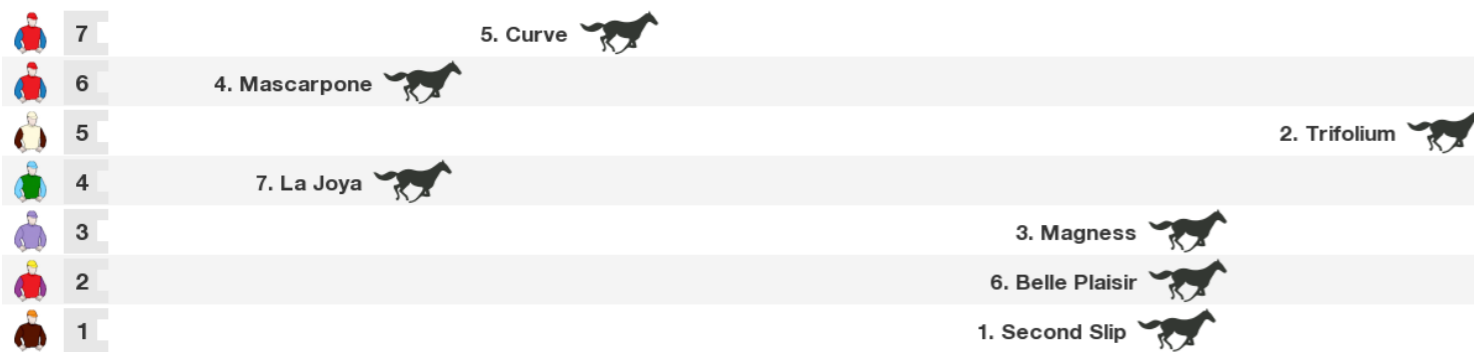 7 5. Curve
6 4. Mascarpone
5 2. Trifolium
4 7. La Joya
3 3. Magness
2 6. Belle Plaisir
1 1. Second Slip